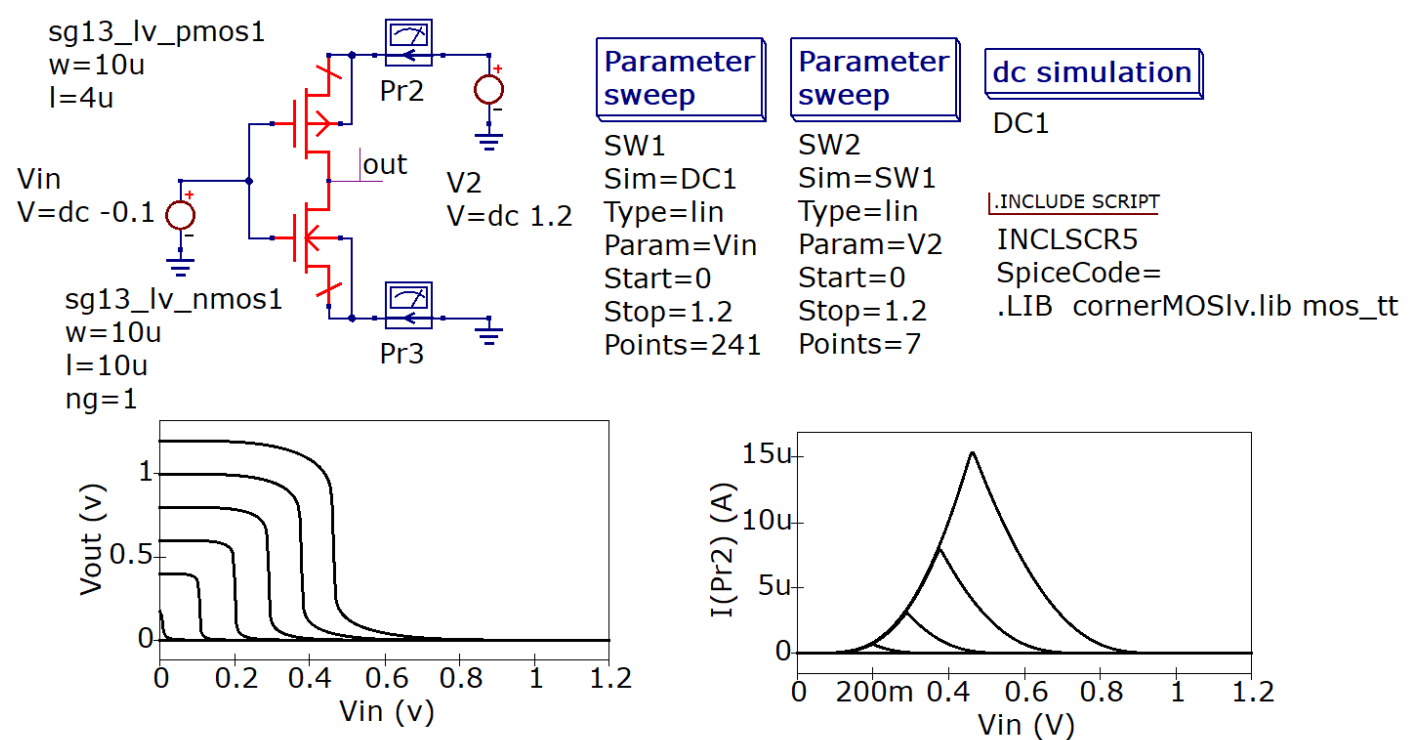 sg13_lv_pmos1
w=10u
l=4u
Pr2
+
-
out
Vin
V=dc -0.1
+
-
V2
V=dc 1.2
sg13_lv_nmos1
w=10u
l=10u
ng=1
Pr3
Parameter
sweep
SW1
Sim=DC1
Type=lin
Param=Vin
Start=0
Stop=1.2
Points=241
Parameter
sweep
SW2
Sim=SW1
Type=lin
Param=V2
Start=0
Stop=1.2
Points=7
dc simulation
DC1
.INCLUDE SCRIPT
INCLSCR5
SpiceCode=
.LIB cornerMOSlv.lib mos_tt
Vout (v)
1
0.5
0
0 0.2 0.4 0.6 0.8 1 1.2
Vin (v)
I(Pr2) (A)
15u
10u
5u
0
0 200m 0.4 0.6 0.8 1 1.2
Vin (V)